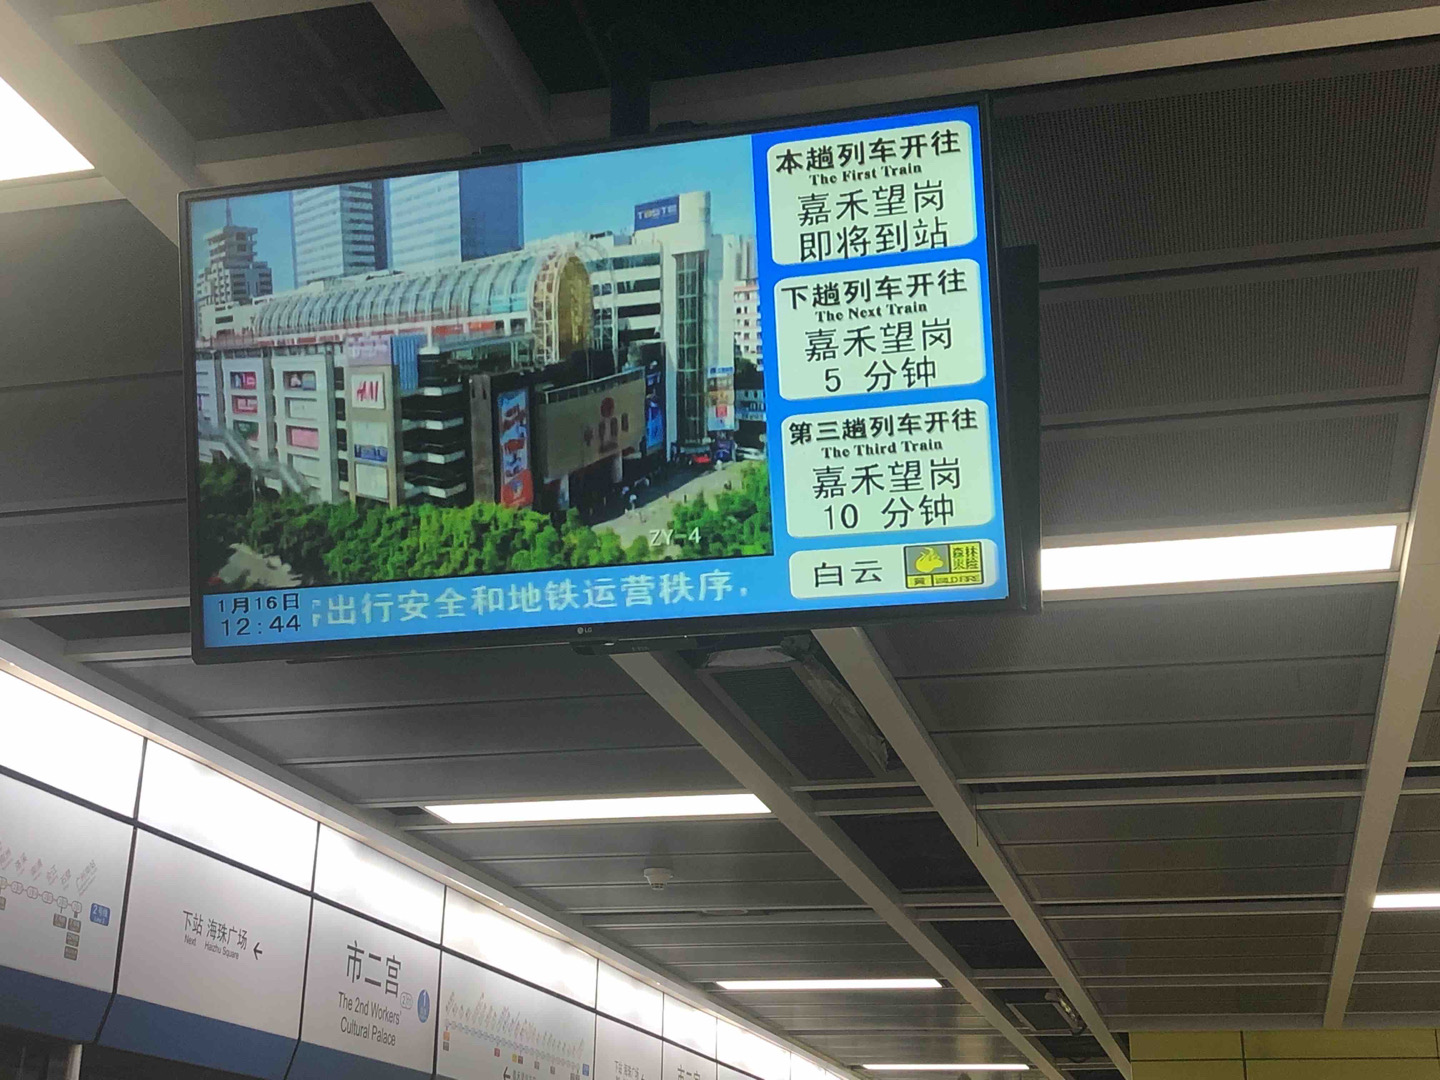 本趟列车开往
The First Train
嘉禾望岗
即将到站
下趟列车开往
The Next Train
嘉禾望岗
5 分钟
第三趟列车开往
The Third Train
嘉禾望岗
10 分钟
白云
森林
火险
黄 WILDFIRE
H&M
ZY-4
1月16日
12:44
出行安全和地铁运营秩序，
LG
下站 海珠广场
Next Haizhu Square
市二宫
The 2nd Workers'
Cultural Palace